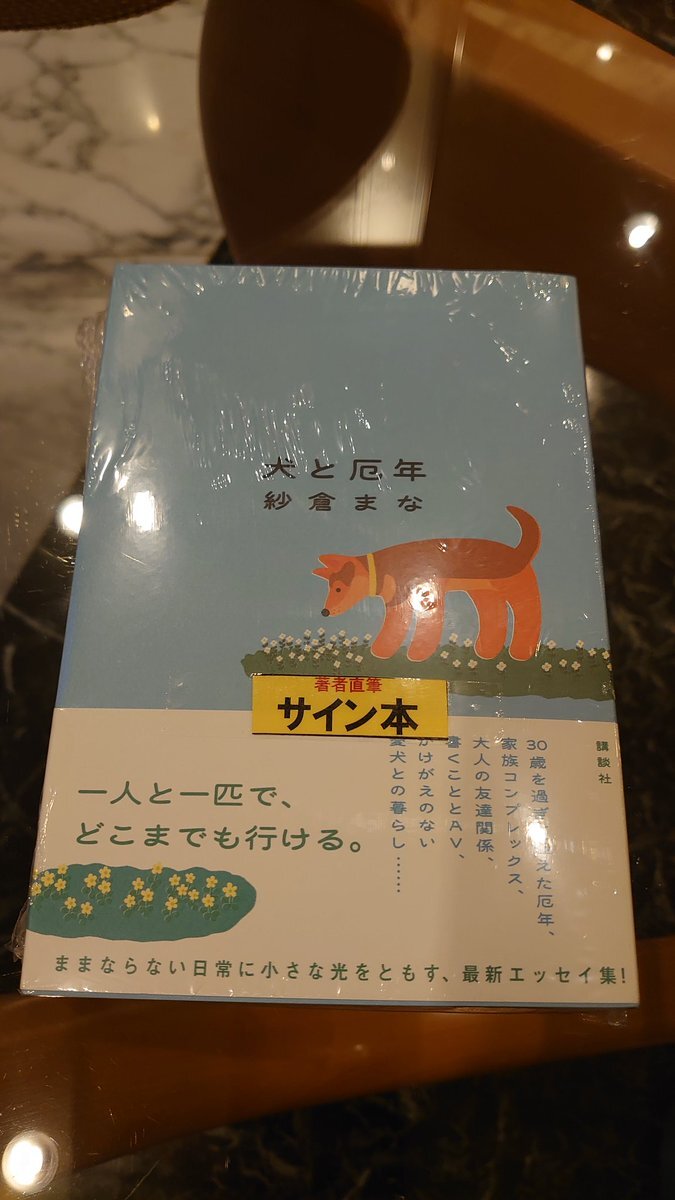 犬と厄年
紗倉まな
著者直筆
サイン本
講談社
30歳を過ぎ えた厄年、
家族コンプレックス、
大人の友達関係、
書くこととAV、
かけがえのない
愛犬との暮らし……
一人と一匹で、
どこまでも行ける。
ままならない日常に小さな光をともす、最新エッセイ集!